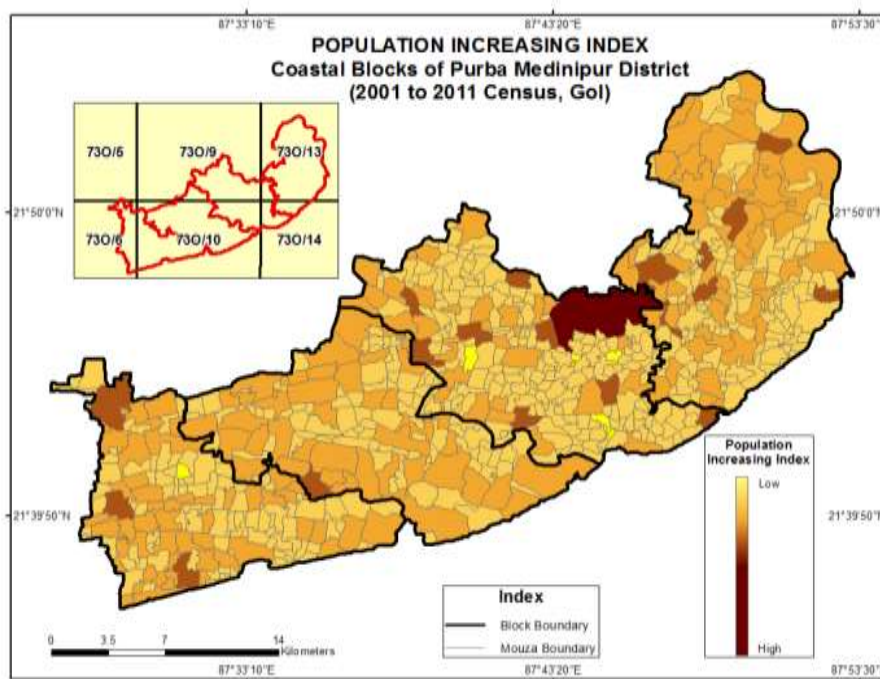 87°33'10"E 87°43'20"E 87°53'30"E
POPULATION INCREASING INDEX
Coastal Blocks of Purba Medinipur District
(2001 to 2011 Census, GoI)
73O/5 73O/9 73O/13
73O/6 73O/10 73O/14
21°50'0"N 21°50'0"N
Population
Increasing Index
Low
High
21°39'50"N 21°39'50"N
Index
Block Boundary
Mouza Boundary
0 3.5 7 14
Kilometers
87°33'10"E 87°43'20"E 87°53'30"E